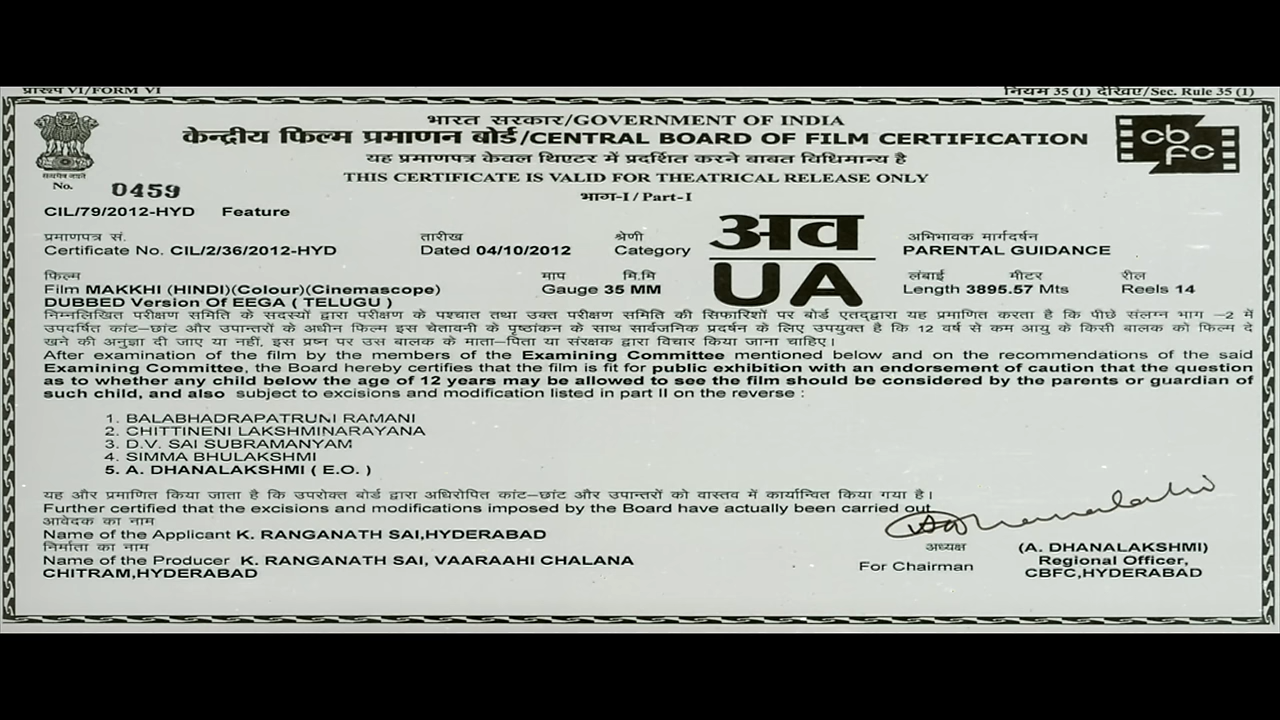 प्रारूप VI/FORM VI
नियम 35 (1) देखिए/Sec. Rule 35 (1)
भारत सरकार/GOVERNMENT OF INDIA
केन्द्रीय फिल्म प्रमाणन बोर्ड/CENTRAL BOARD OF FILM CERTIFICATION
cb
fc
यह प्रमाणपत्र केवल थिएटर में प्रदर्शित करने बाबत विधिमान्य है
THIS CERTIFICATE IS VALID FOR THEATRICAL RELEASE ONLY
सत्यमेव जयते
No. 0459
भाग-I / Part-I
CIL/79/2012-HYD Feature
प्रमाणपत्र सं. तारीख श्रेणी अव अभिभावक मार्गदर्शन
Certificate No. CIL/2/36/2012-HYD Dated 04/10/2012 Category UA PARENTAL GUIDANCE
फिल्म माप मि.मि लंबाई मीटर रील
Film MAKKHI (HINDI)(Colour)(Cinemascope) Gauge 35 MM Length 3895.57 Mts Reels 14
DUBBED Version Of EEGA ( TELUGU )
निम्नलिखित परीक्षण समिति के सदस्यों द्वारा परीक्षण के पश्चात तथा उक्त परीक्षण समिति की सिफारिशों पर बोर्ड एतद्द्वारा यह प्रमाणित करता है कि पीछे संलग्न भाग -2 में
उपदर्षित कांट-छांट और उपान्तरों के अधीन फिल्म इस चेतावनी के पृष्ठांकन के साथ सार्वजनिक प्रदर्शन के लिए उपयुक्त है कि 12 वर्ष से कम आयु के किसी बालक को फिल्म दे
खने की अनुज्ञा दी जाए या नहीं, इस प्रश्न पर उस बालक के माता-पिता या संरक्षक द्वारा विचार किया जाना चाहिए।
After examination of the film by the members of the Examining Committee mentioned below and on the recommendations of the said
Examining Committee, the Board hereby certifies that the film is fit for public exhibition with an endorsement of caution that the question
as to whether any child below the age of 12 years may be allowed to see the film should be considered by the parents or guardian of
such child, and also subject to excisions and modification listed in part II on the reverse :
1. BALABHADRAPATRUNI RAMANI
2. CHITTINENI LAKSHMINARAYANA
3. D.V. SAI SUBRAMANYAM
4. SIMMA BHULAKSHMI
5. A. DHANALAKSHMI ( E.O. )
यह और प्रमाणित किया जाता है कि उपरोक्त बोर्ड द्वारा अधिरोपित कांट-छांट और उपान्तरों को वास्तव में कार्यान्वित किया गया है।
Further certified that the excisions and modifications imposed by the Board have actually been carried out
आवेदक का नाम
Name of the Applicant K. RANGANATH SAI,HYDERABAD
निर्माता का नाम
Name of the Producer K. RANGANATH SAI, VAARAAHI CHALANA
CHITRAM,HYDERABAD
अध्यक्ष
For Chairman
(A. DHANALAKSHMI)
Regional Officer,
CBFC,HYDERABAD